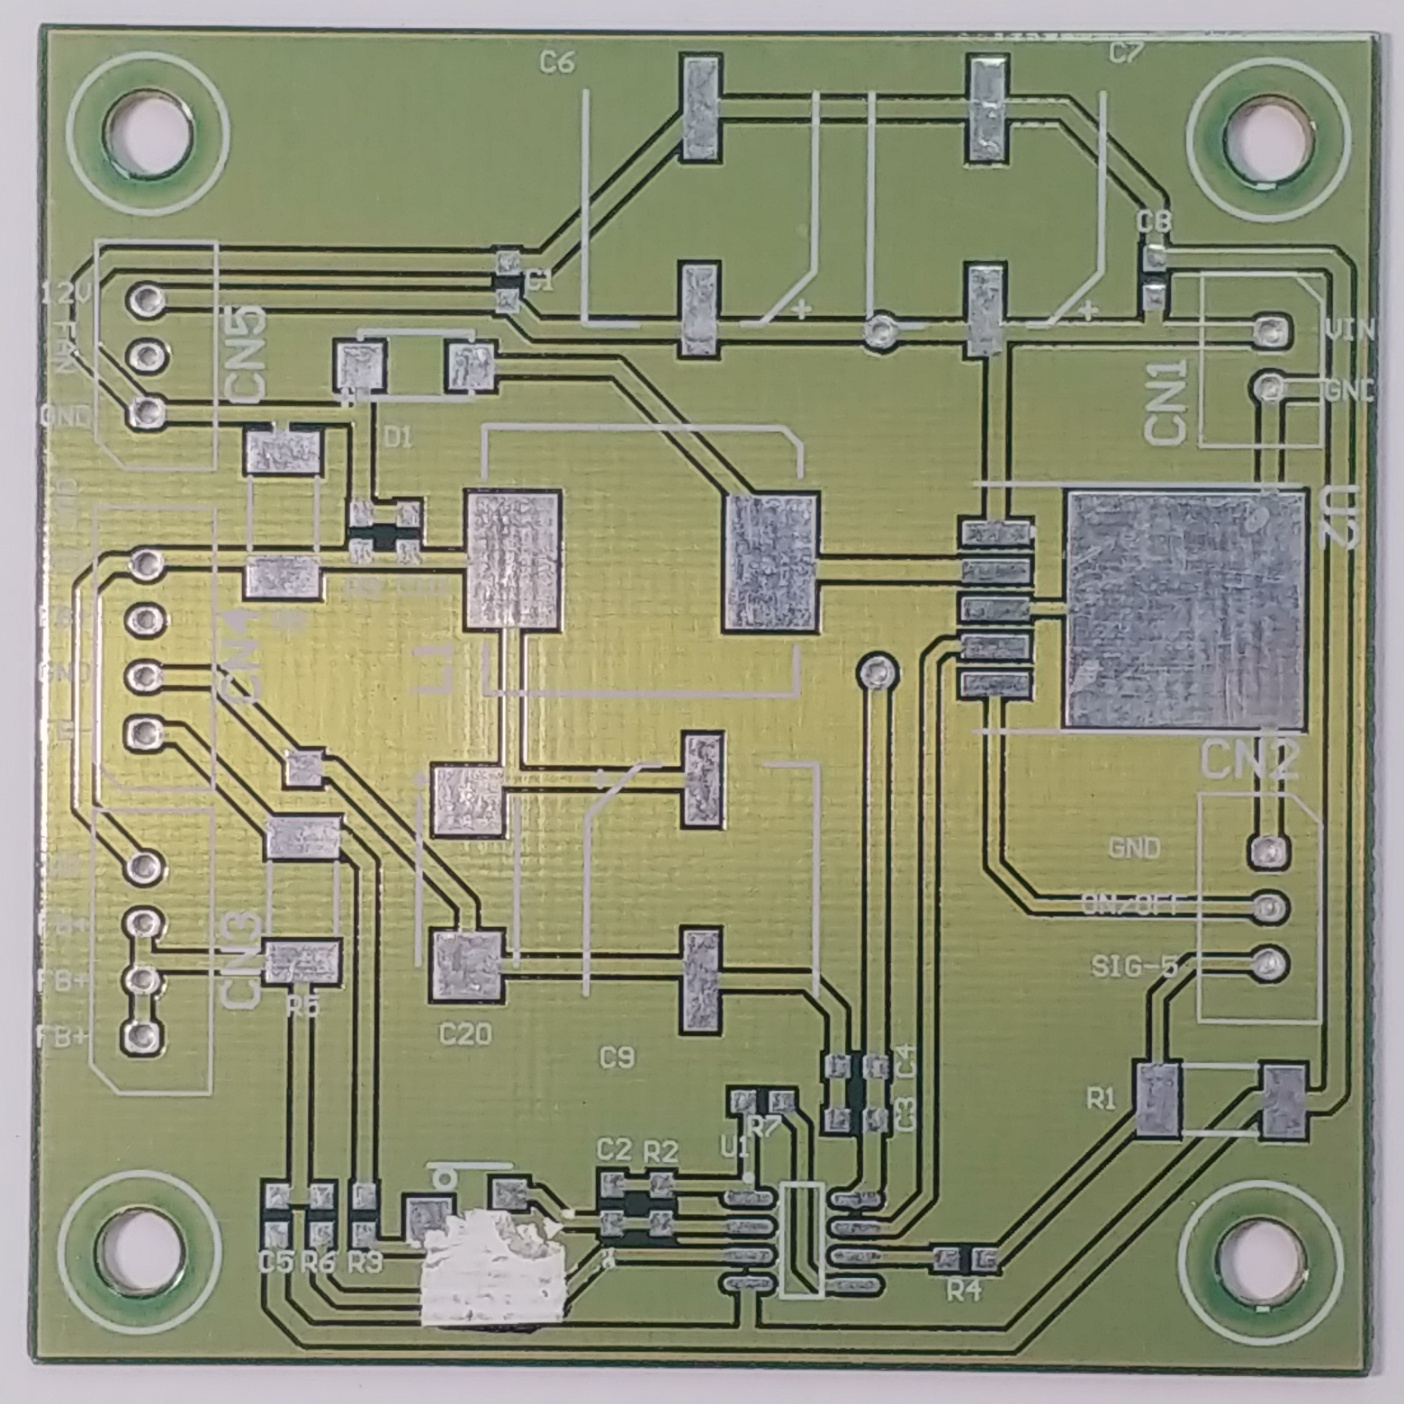 C6
C7
C8
C1
12V
FAN
GND
CN5
VIN
GND
CN1
D1
U2
CN4
GND
L1
CN2
GND
ON/OFF
SIG-5
FB+
FB+
FB+
CN3
R5
C20
C9
C4
C3
R1
R7
U1
C2
R2
C5
R6
R3
R4